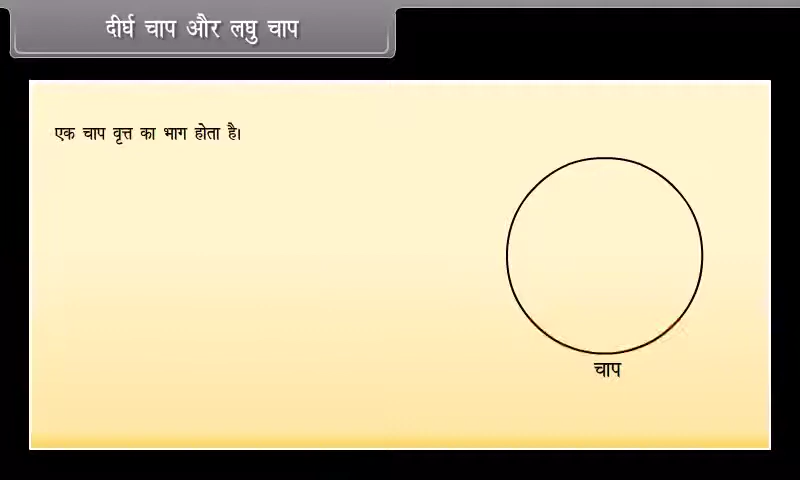 दीर्घ चाप और लघु चाप
एक चाप वृत्त का भाग होता है।
चाप